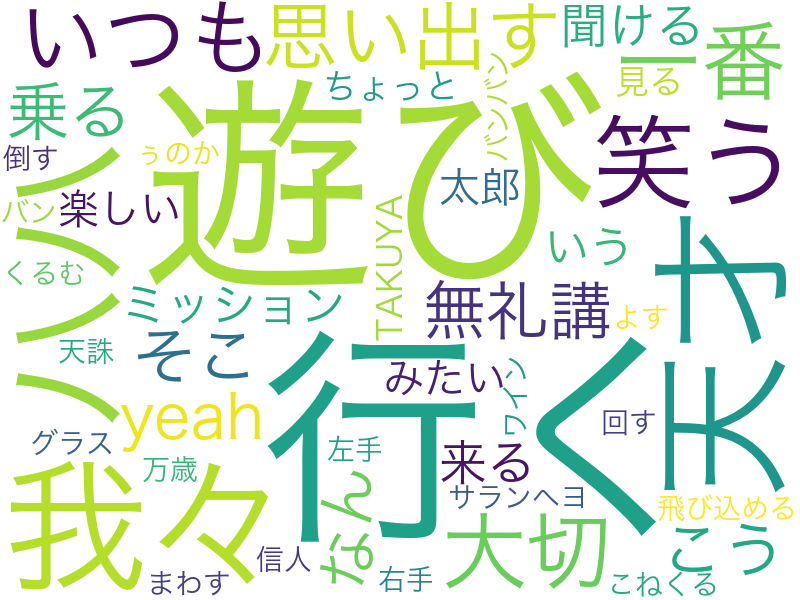 いつも
思い出す
聞ける
一番
乗る
ちょっと
バンバン
見る
遊び
笑う
倒す
ぅのか
太郎
バン
楽しい
TAKUYA
いう
くるむ
ミッション
無礼講
よす
天誅
そこ
みたい
ワイン
yeah
行く
グラス
左手
来る
回す
我々
万歳
なん
サランヘヨ
飛び込める
大切
こう
信人
まわす
右手
こねくる